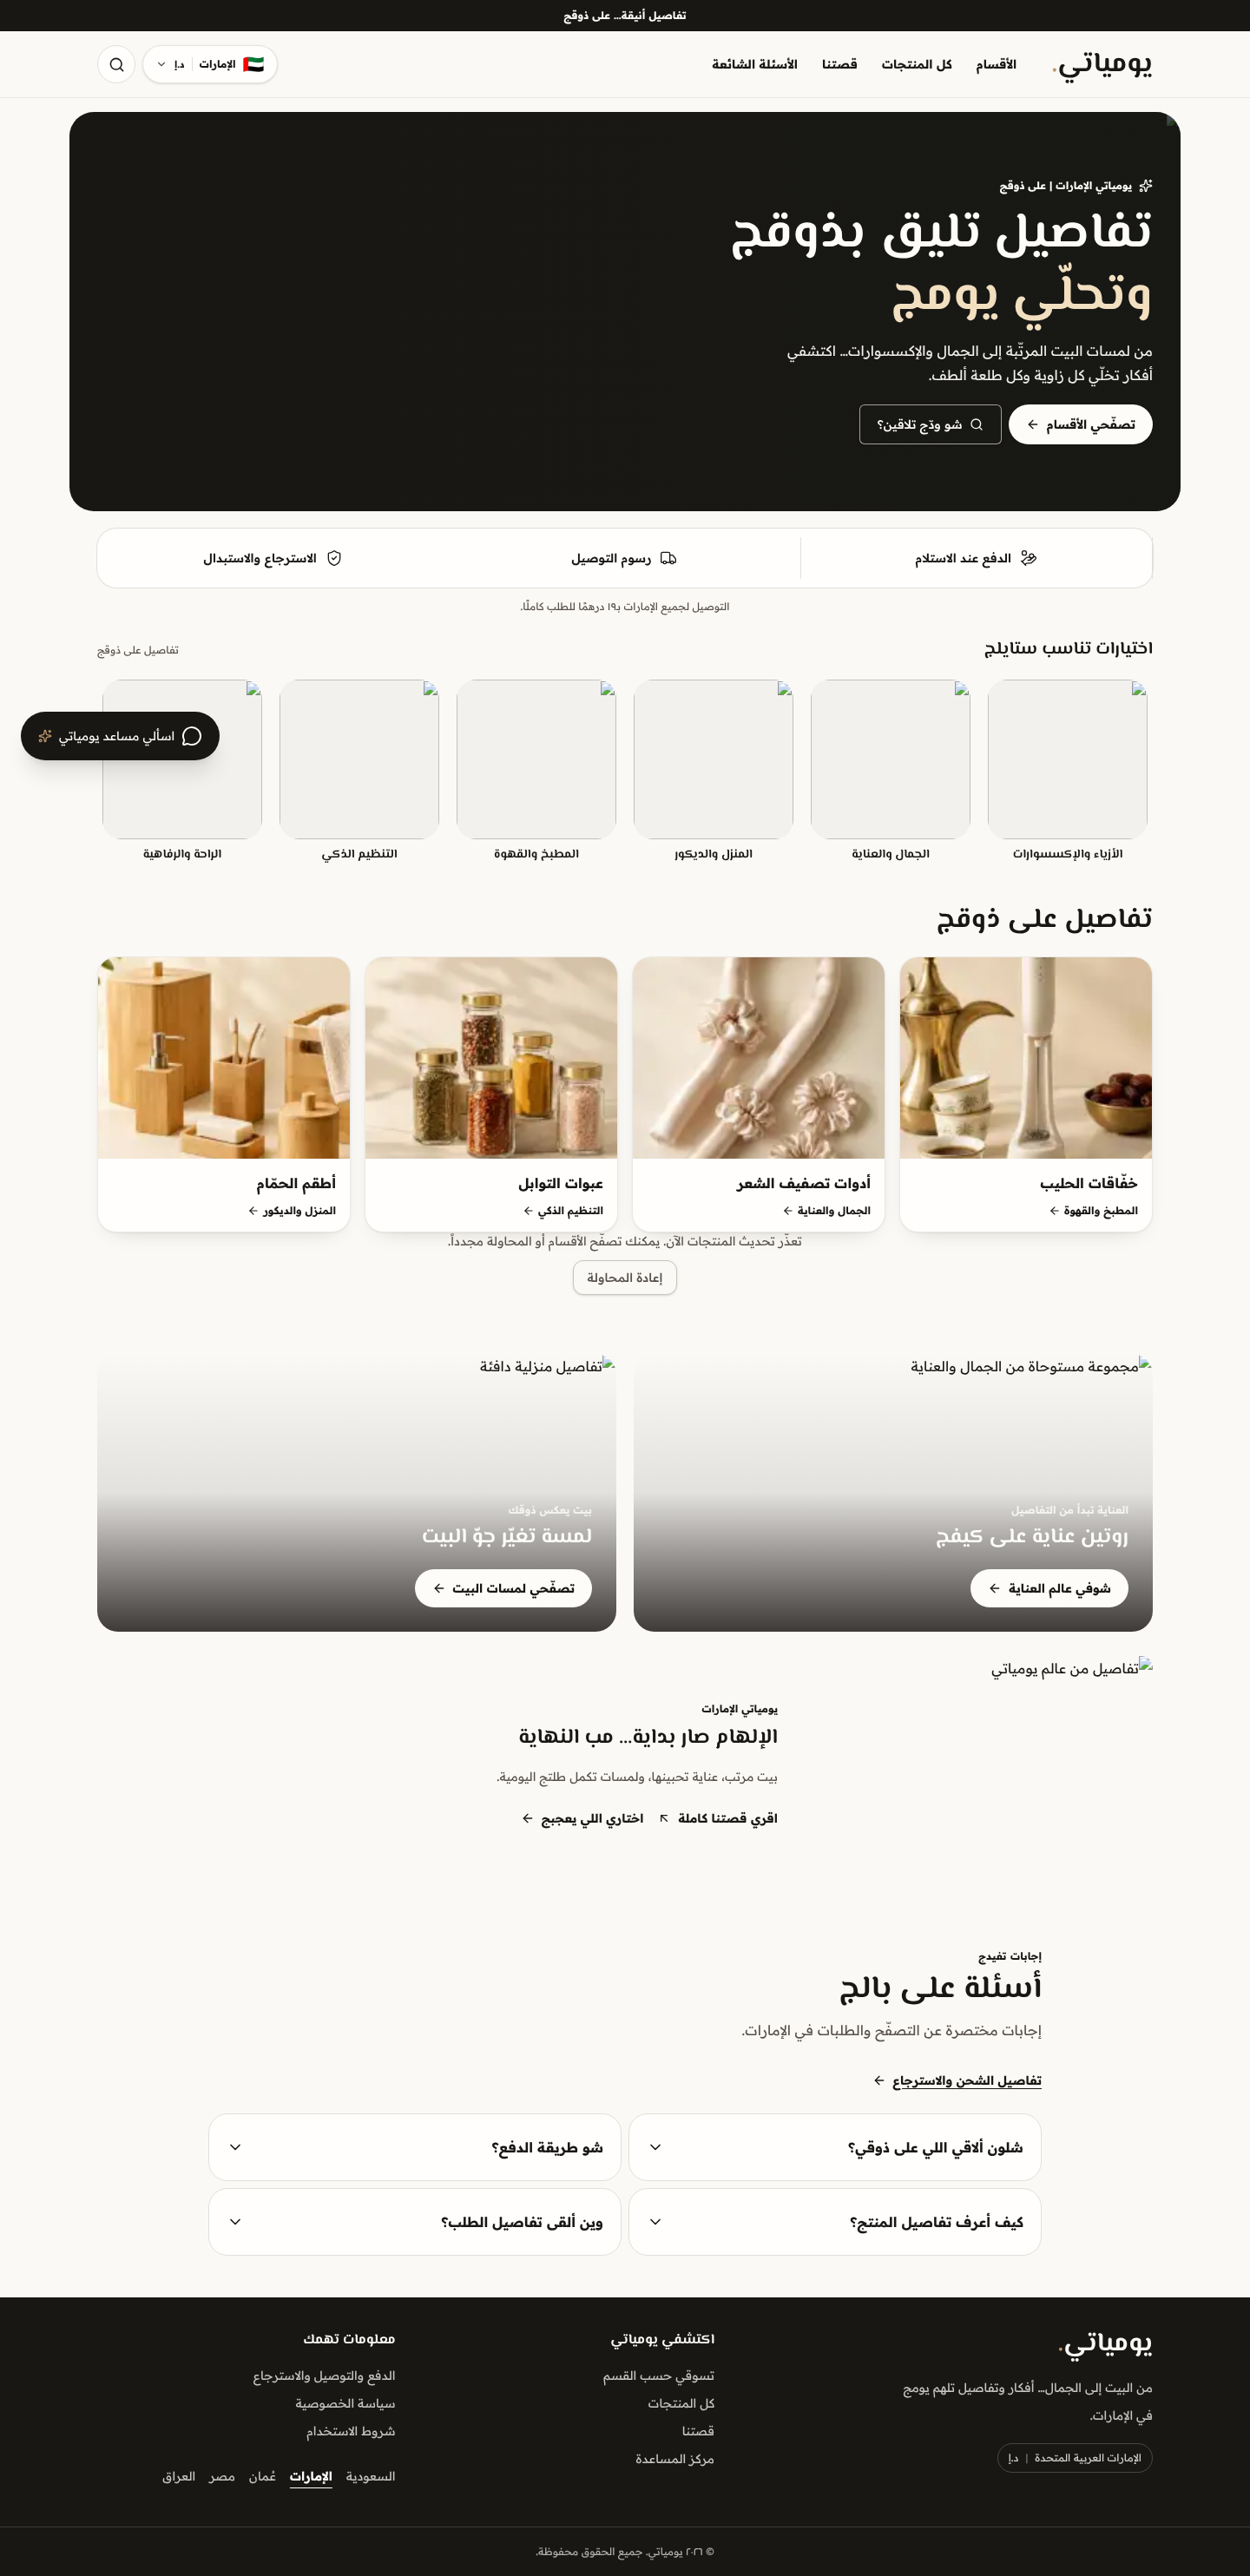 تفاصيل أنيقة... على ذوقج
يومياتي.
الأقسام
كل المنتجات
قصتنا
الأسئلة الشائعة
الإمارات
د.إ
يومياتي الإمارات | على ذوقج
تفاصيل تليق بذوقج
وتحلّي يومج
من لمسات البيت المرتّبة إلى الجمال والإكسسوارات... اكتشفي
أفكار تخلّي كل زاوية وكل طلعة ألطف.
تصفّحي الأقسام
شو ودّج تلاقين؟
الدفع عند الاستلام
رسوم التوصيل
الاسترجاع والاستبدال
التوصيل لجميع الإمارات بـ١٩ درهمًا للطلب كاملًا.
اختيارات تناسب ستايلج
تفاصيل على ذوقج
اسألي مساعد يومياتي
الأزياء والإكسسوارات
الجمال والعناية
المنزل والديكور
المطبخ والقهوة
التنظيم الذكي
الراحة والرفاهية
تفاصيل على ذوقج
خفّاقات الحليب
المطبخ والقهوة
أدوات تصفيف الشعر
الجمال والعناية
عبوات التوابل
التنظيم الذكي
أطقم الحمّام
المنزل والديكور
تعذّر تحديث المنتجات الآن. يمكنك تصفّح الأقسام أو المحاولة مجدداً.
إعادة المحاولة
مجموعة مستوحاة من الجمال والعناية
العناية تبدأ من التفاصيل
روتين عناية على كيفج
شوفي عالم العناية
تفاصيل منزلية دافئة
بيت يعكس ذوقك
لمسة تغيّر جوّ البيت
تصفّحي لمسات البيت
تفاصيل من عالم يومياتي
يومياتي الإمارات
الإلهام صار بداية... مب النهاية
بيت مرتب، عناية تحبينها، ولمسات تكمل طلتج اليومية.
اقري قصتنا كاملة
اختاري اللي يعجبج
إجابات تفيدج
أسئلة على بالج
إجابات مختصرة عن التصفّح والطلبات في الإمارات.
تفاصيل الشحن والاسترجاع
شلون ألاقي اللي على ذوقي؟
شو طريقة الدفع؟
كيف أعرف تفاصيل المنتج؟
وين ألقى تفاصيل الطلب؟
يومياتي.
من البيت إلى الجمال... أفكار وتفاصيل تلهم يومج
في الإمارات.
الإمارات العربية المتحدة | د.إ
اكتشفي يومياتي
تسوقي حسب القسم
كل المنتجات
قصتنا
مركز المساعدة
معلومات تهمك
الدفع والتوصيل والاسترجاع
سياسة الخصوصية
شروط الاستخدام
السعودية
الإمارات
عُمان
مصر
العراق
© ٢٠٢٦ يومياتي. جميع الحقوق محفوظة.